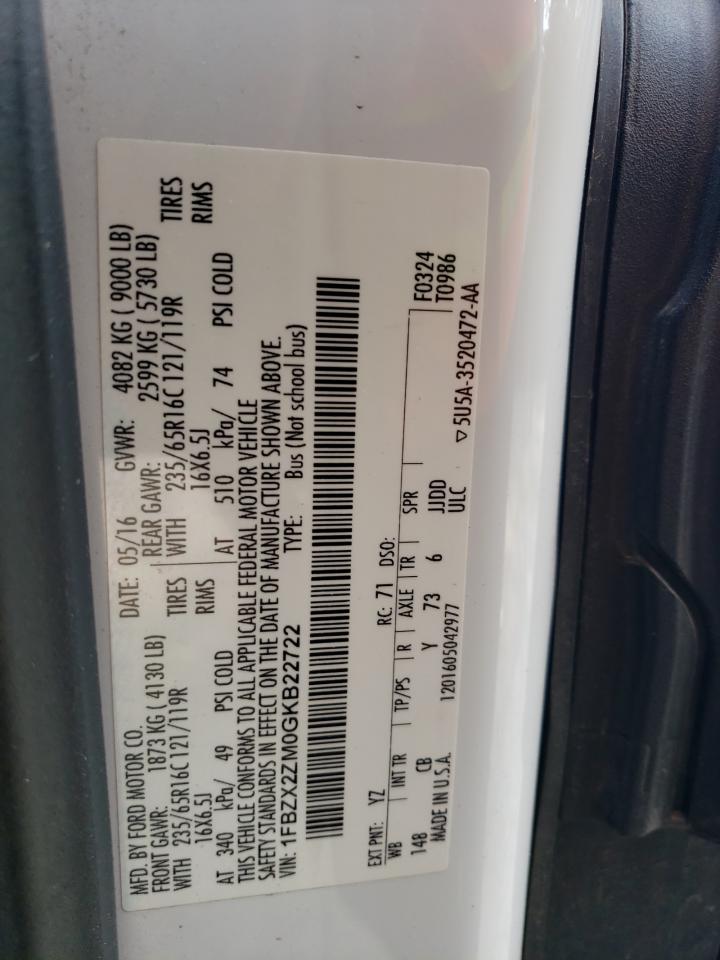 MFD. BY FORD MOTOR CO.
DATE: 05/16 GVWR: 4082 KG ( 9000 LB)
FRONT GAWR: 1873 KG ( 4130 LB)
REAR GAWR: 2599 KG ( 5730 LB)
WITH 235/65R16C 121/119R TIRES
WITH 235/65R16C 121/119R TIRES
16X6.5J RIMS
16X6.5J RIMS
AT 340 kPa/ 49 PSI COLD
AT 510 kPa/ 74 PSI COLD
THIS VEHICLE CONFORMS TO ALL APPLICABLE FEDERAL MOTOR VEHICLE
SAFETY STANDARDS IN EFFECT ON THE DATE OF MANUFACTURE SHOWN ABOVE.
VIN: 1FBZX2ZM0GKB22722 TYPE: Bus (Not school bus)
EXT PNT: YZ RC: 71 DSO:
WB INT TR TP/PS R AXLE TR SPR F0324
148 CB Y 73 6 JJDD T0986
MADE IN U.S.A. 1201605042977 ULC ▽ 5U5A-3520472-AA